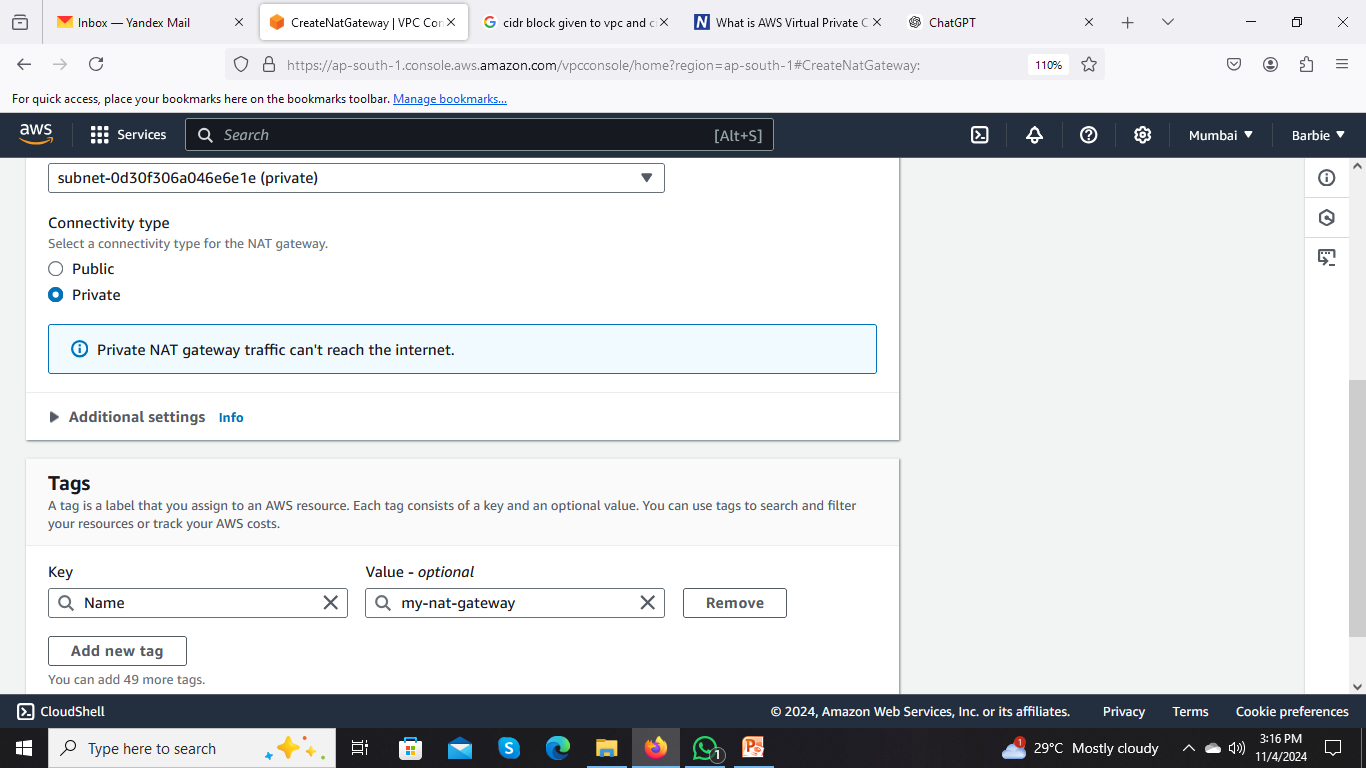 Inbox — Yandex Mail
CreateNatGateway | VPC Con
cidr block given to vpc and ci
What is AWS Virtual Private C
ChatGPT
https://ap-south-1.console.aws.amazon.com/vpcconsole/home?region=ap-south-1#CreateNatGateway:
110%
For quick access, place your bookmarks here on the bookmarks toolbar. Manage bookmarks...
aws
Services
Search
[Alt+S]
Mumbai
Barbie
subnet-0d30f306a046e6e1e (private)
Connectivity type
Select a connectivity type for the NAT gateway.
Public
Private
Private NAT gateway traffic can't reach the internet.
Additional settings Info
Tags
A tag is a label that you assign to an AWS resource. Each tag consists of a key and an optional value. You can use tags to search and filter
your resources or track your AWS costs.
Key
Value - optional
Name
my-nat-gateway
Remove
Add new tag
You can add 49 more tags.
CloudShell
© 2024, Amazon Web Services, Inc. or its affiliates.
Privacy
Terms
Cookie preferences
Type here to search
1
1
29°C Mostly cloudy
3:16 PM
11/4/2024